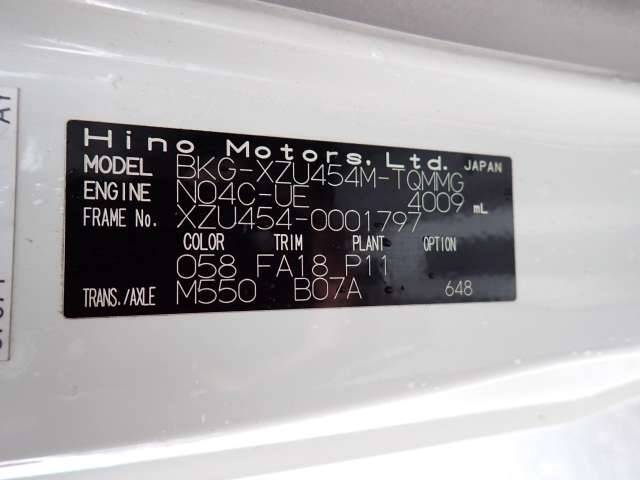 Hino Motors, Ltd. JAPAN
MODEL BKG-XZU454M-TQMMG
ENGINE N04C-UE 4009 mL
FRAME No. XZU454-0001797
COLOR TRIM PLANT OPTION
058 FA18 P11
TRANS./AXLE M550 B07A 648
AY